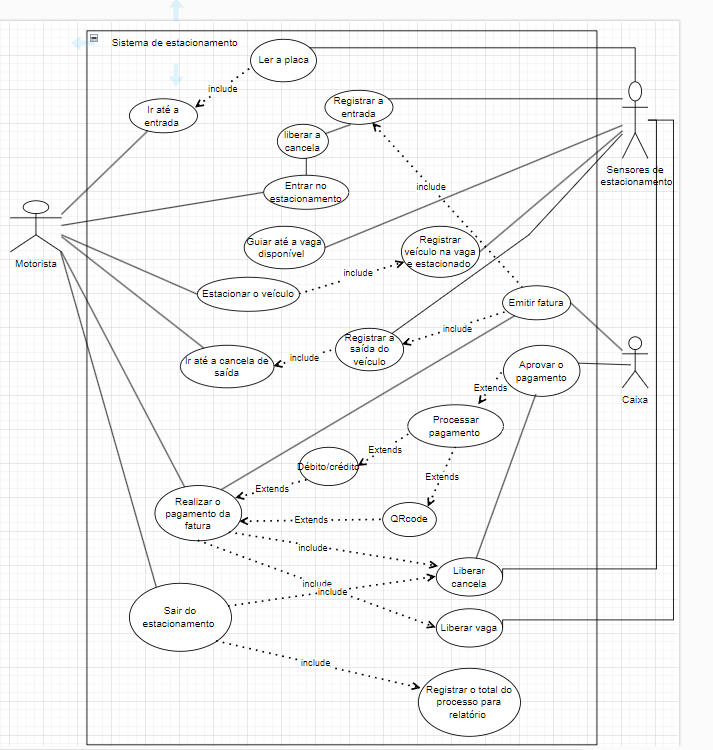 Sistema de estacionamento
Ler a placa
include
Ir até a
entrada
Registrar a
entrada
liberar a
cancela
Sensores de
estacionamento
Entrar no
estacionamento
include
Motorista
Guiar até a vaga
disponível
Registrar
veículo na vaga
e estacionado
include
Estacionar o veículo
Emitir fatura
include
Registrar a
saída do
veículo
include
Ir até a cancela de
saída
Aprovar o
pagamento
Caixa
Extends
Processar
pagamento
Extends
Débito/crédito
Extends
Extends
Realizar o
pagamento da
fatura
Extends
QRcode
include
Liberar
cancela
include
include
Sair do
estacionamento
Liberar vaga
include
Registrar o total do
processo para
relatório